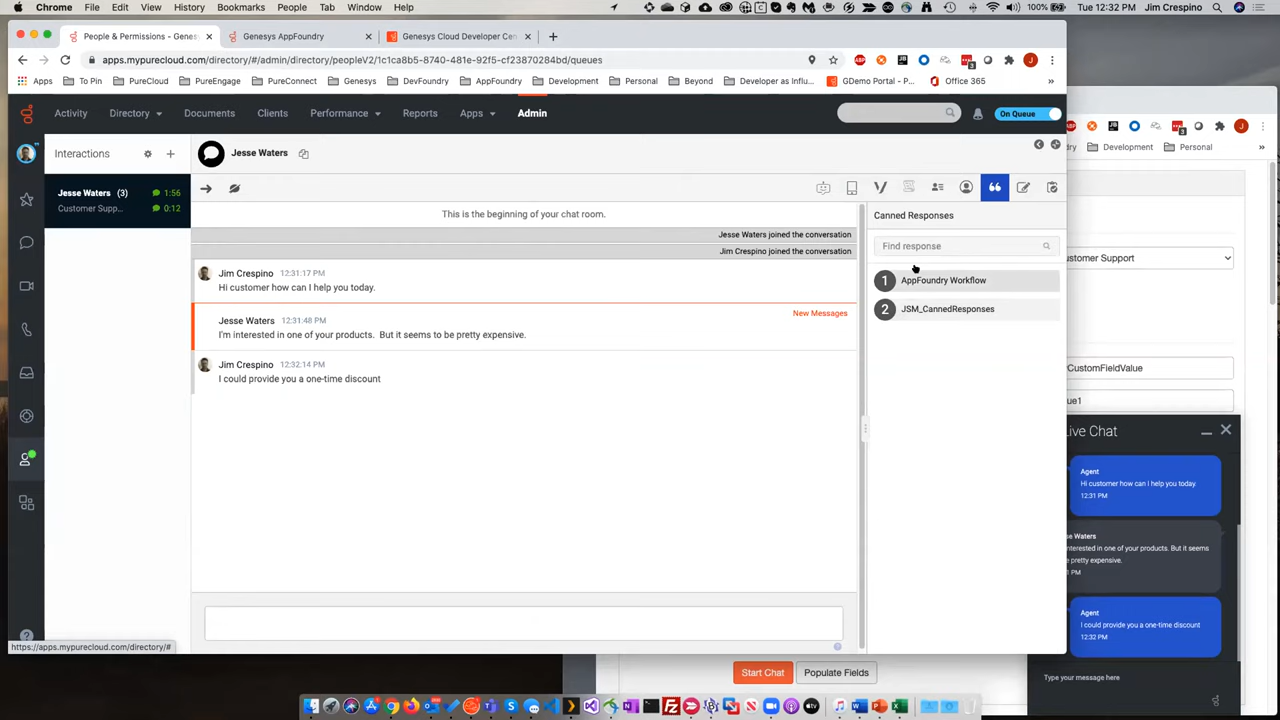 Chrome File Edit View History Bookmarks People Tab Window Help
100% Tue 12:32 PM Jim Crespino
People & Permissions - Genes
Genesys AppFoundry
Genesys Cloud Developer Cen
apps.mypurecloud.com/directory/#/admin/directory/peopleV2/1c1ca8b5-8740-481e-92f5-cf23870284bd/queues
Apps To Pin PureCloud PureEngage PureConnect Genesys DevFoundry AppFoundry Development Personal Beyond Developer as Influ... GDemo Portal - P... Office 365
Activity Directory Documents Clients Performance Reports Apps Admin
On Queue
Interactions
Jesse Waters
Jesse Waters (3) 1:56
Customer Supp... 0:12
This is the beginning of your chat room.
Jesse Waters joined the conversation
Jim Crespino joined the conversation
Jim Crespino 12:31:17 PM
Hi customer how can I help you today.
New Messages
Jesse Waters 12:31:48 PM
I'm interested in one of your products. But it seems to be pretty expensive.
Jim Crespino 12:32:14 PM
I could provide you a one-time discount
Canned Responses
Find response
1 AppFoundry Workflow
2 JSM_CannedResponses
https://apps.mypurecloud.com/directory/#
Development Personal
ustomer Support
CustomFieldValue
ue1
Live Chat
Agent
Hi customer how can I help you today.
12:31 PM
se Waters
nterested in one of your products. But it seems
e pretty expensive.
1 PM
Agent
I could provide you a one-time discount
12:32 PM
Type your message here
Start Chat
Populate Fields